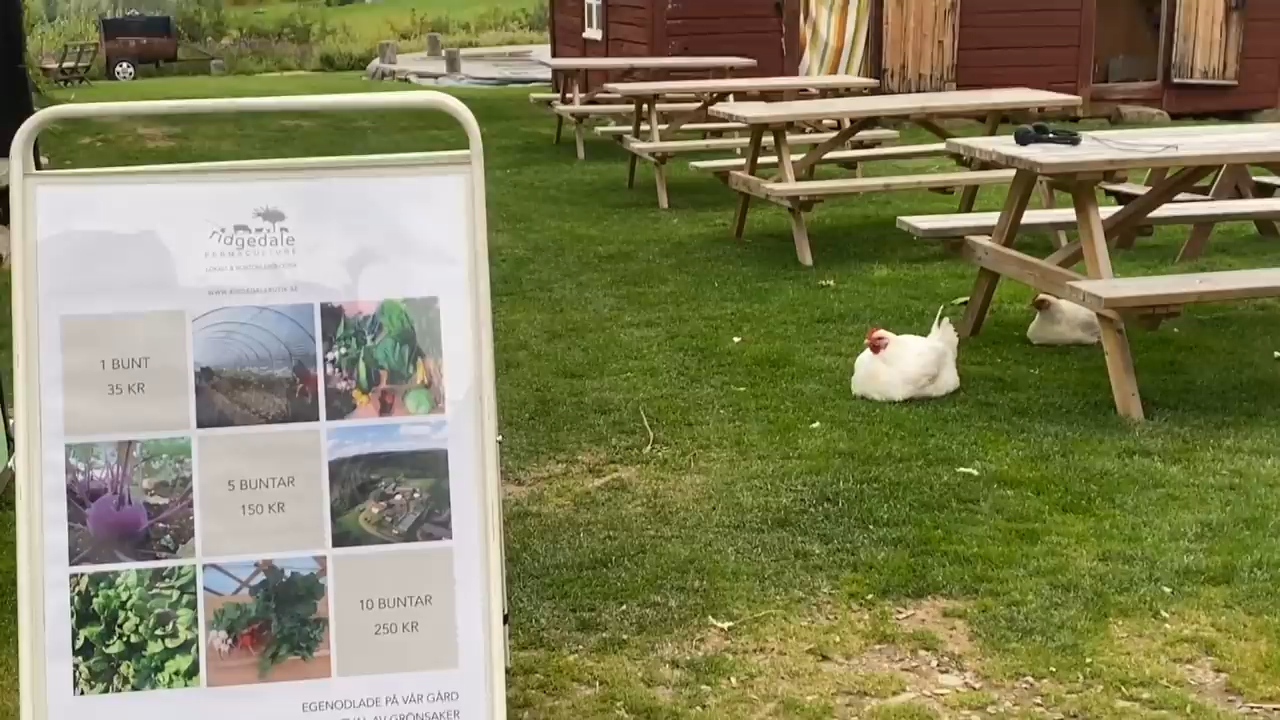 ridgedale
PERMACULTURE
1 BUNT
35 KR
5 BUNTAR
150 KR
10 BUNTAR
250 KR
EGENODLADE PÅ VÅR GÅRD
AV GRÖNSAKER